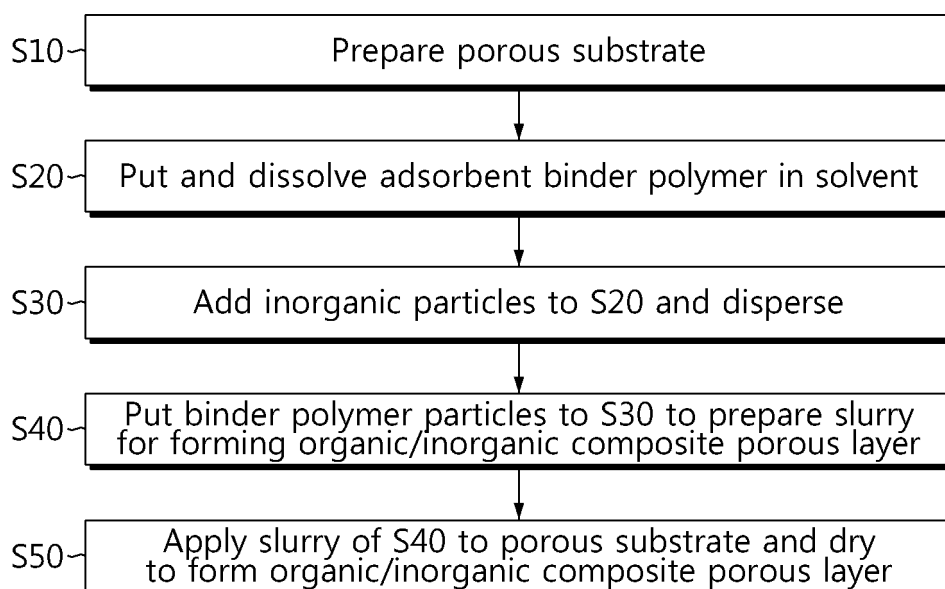 S10 Prepare porous substrate
S20 Put and dissolve adsorbent binder polymer in solvent
S30 Add inorganic particles to S20 and disperse
S40 Put binder polymer particles to S30 to prepare slurry
for forming organic/inorganic composite porous layer
S50 Apply slurry of S40 to porous substrate and dry
to form organic/inorganic composite porous layer